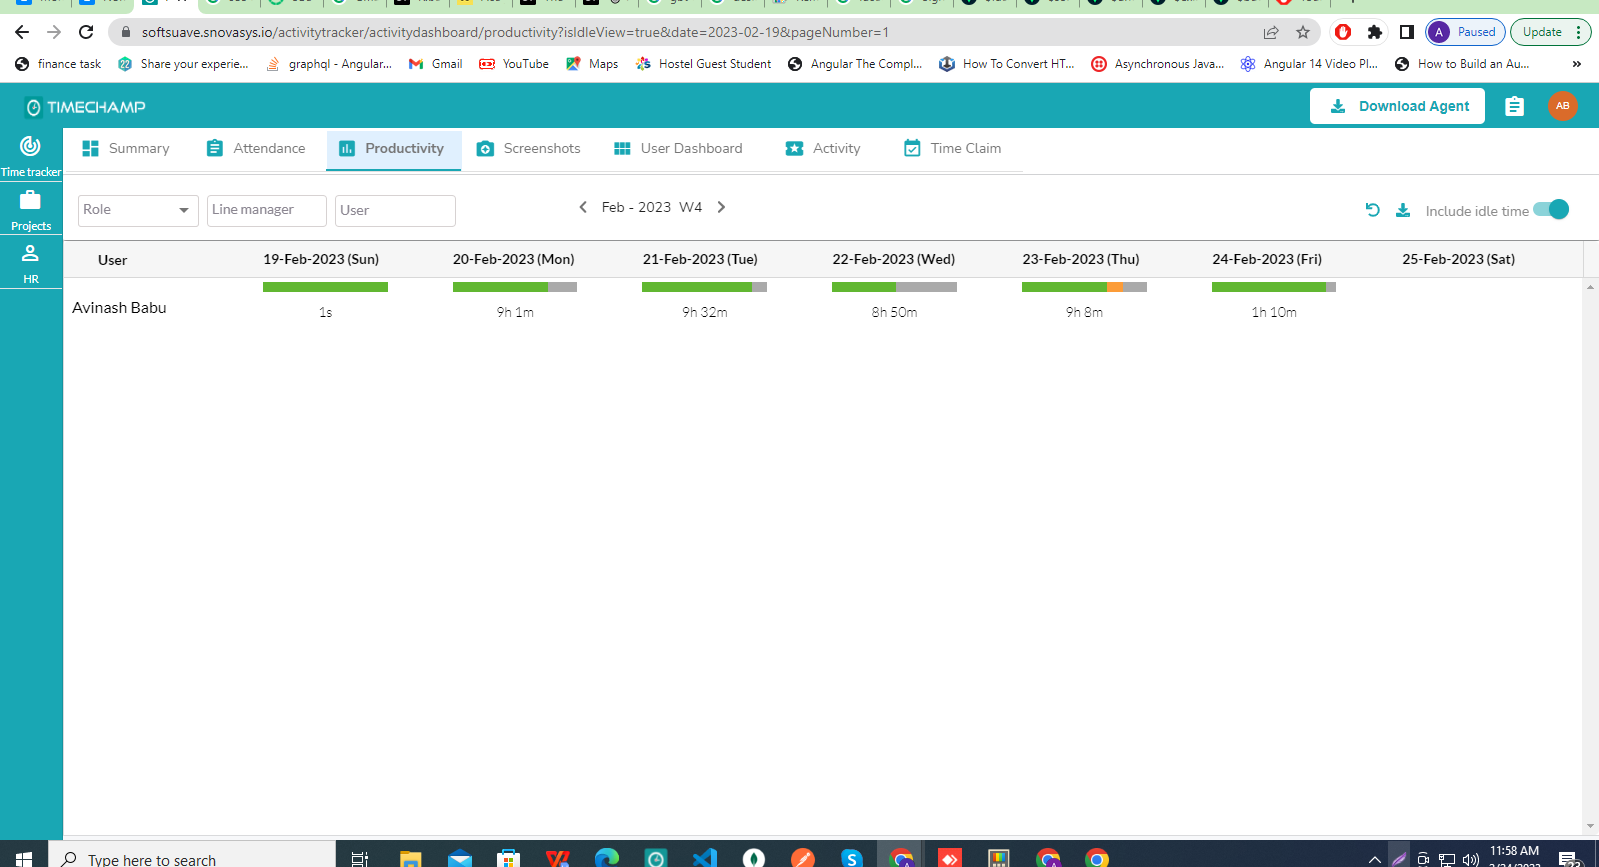 softsuave.snovasys.io/activitytracker/activitydashboard/productivity?isIdleView=true&date=2023-02-19&pageNumber=1
A Paused Update
finance task Share your experie... graphql - Angular... Gmail YouTube Maps Hostel Guest Student Angular The Compl... How To Convert HT... Asynchronous Java... Angular 14 Video Pl... How to Build an Au... »
TIMECHAMP Download Agent AB
Time tracker
Projects
HR
Summary Attendance Productivity Screenshots User Dashboard Activity Time Claim
Role Line manager User Feb - 2023 W4 Include idle time
User 19-Feb-2023 (Sun) 20-Feb-2023 (Mon) 21-Feb-2023 (Tue) 22-Feb-2023 (Wed) 23-Feb-2023 (Thu) 24-Feb-2023 (Fri) 25-Feb-2023 (Sat)
Avinash Babu 1s 9h 1m 9h 32m 8h 50m 9h 8m 1h 10m
Type here to search
11:58 AM